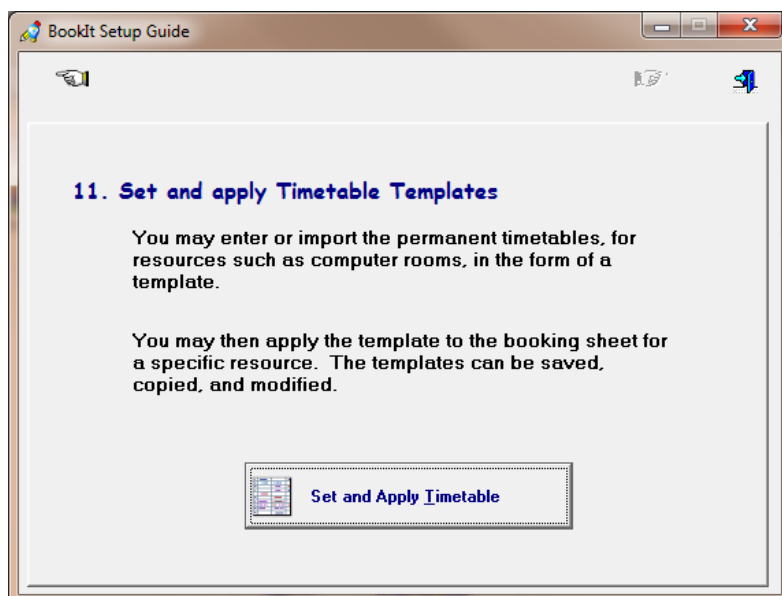 BookIt Setup Guide
11. Set and apply Timetable Templates
You may enter or import the permanent timetables, for
resources such as computer rooms, in the form of a
template.
You may then apply the template to the booking sheet for
a specific resource.  The templates can be saved,
copied, and modified.
Set and Apply Timetable